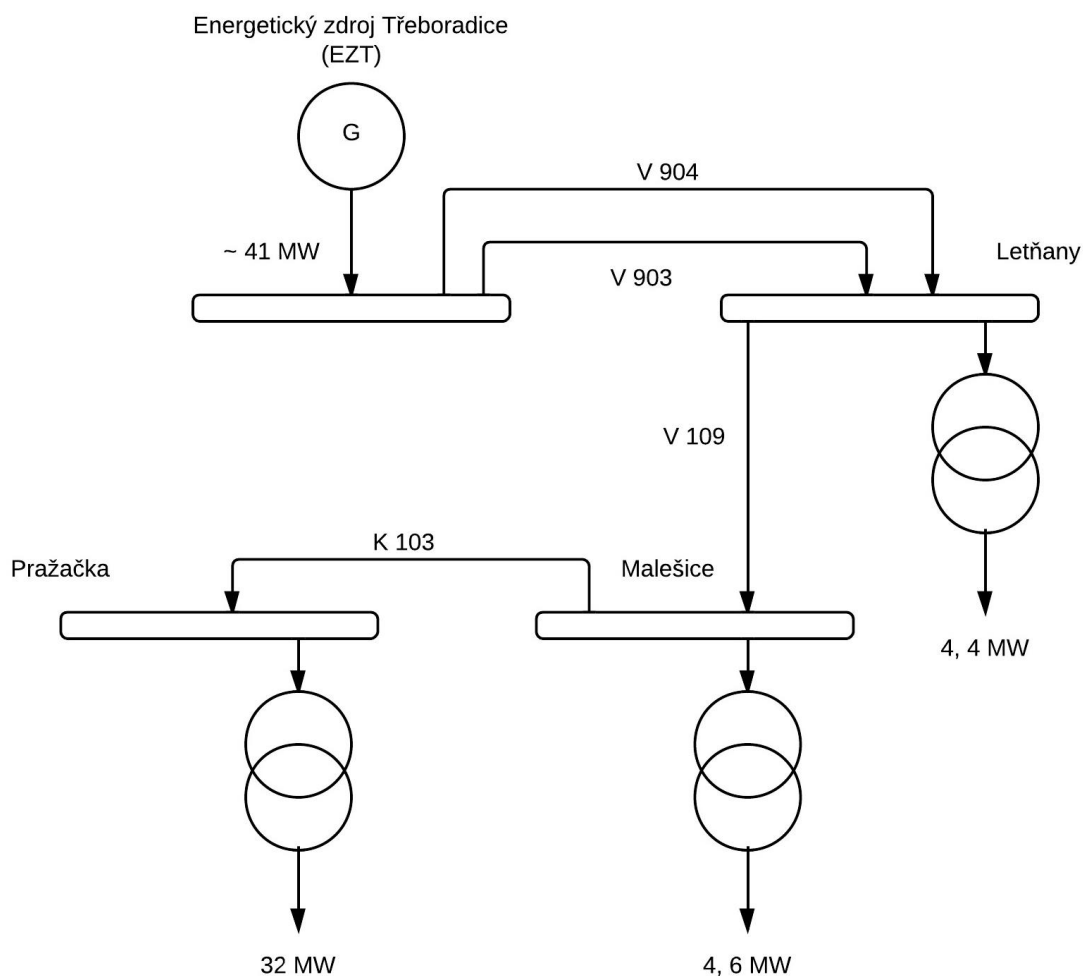 Energetický zdroj Třeboradice
(EZT)
G
V 904
~ 41 MW
Letňany
V 903
V 109
K 103
Pražačka
Malešice
4, 4 MW
32 MW
4, 6 MW